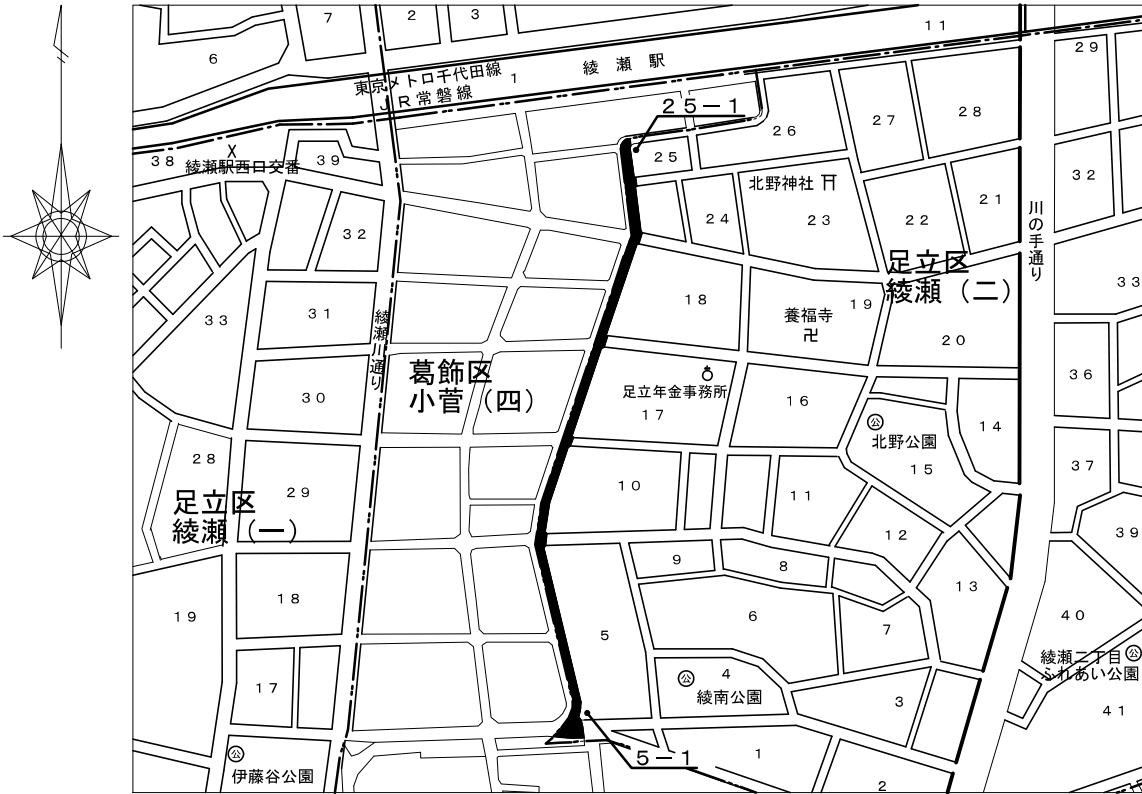 7
2
3
11
6
29
綾瀬駅
東京メトロ千代田線
1
JR常磐線
25-1
28
27
26
38
綾瀬駅西口交番
39
25
32
北野神社
21
24
23
22
32
川の手通り
足立区
綾瀬(二)
33
18
19
養福寺
卍
31
33
綾瀬川通り
20
葛飾区
小菅(四)
足立年金事務所
17
16
36
30
公
北野公園
15
14
28
29
10
11
37
足立区
綾瀬(一)
12
39
9
8
13
18
19
5
6
7
40
綾瀬二丁目
ふれあい公園
公
17
公
4
綾南公園
3
41
公
伊藤谷公園
5-1
1
2